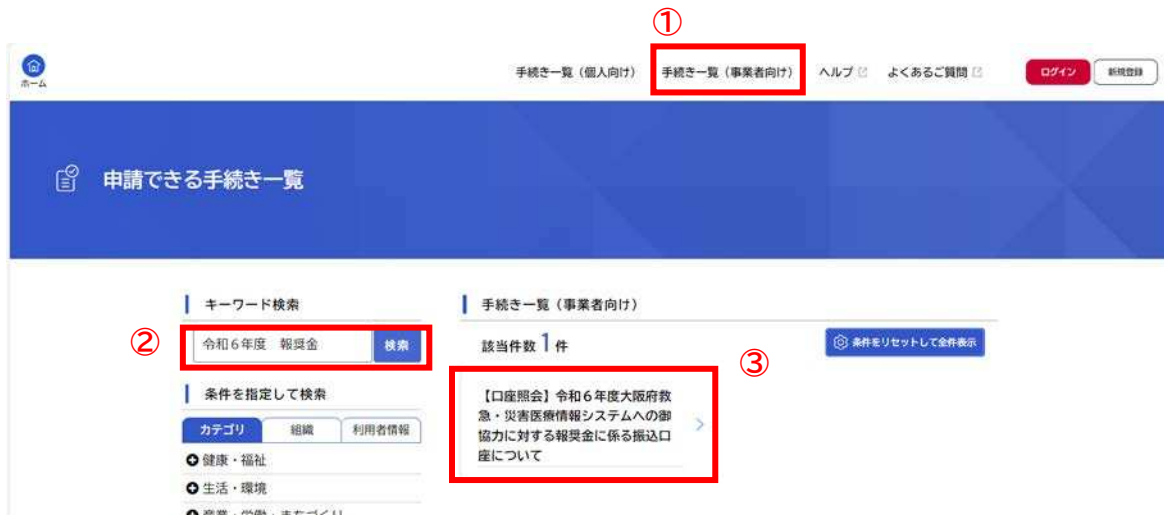 ①
ホーム
手続き一覧（個人向け） 手続き一覧（事業者向け） ヘルプ よくあるご質問 ログイン 新規登録
申請できる手続き一覧
キーワード検索
②
令和６年度　報奨金 検索
条件を指定して検索
カテゴリ 組織 利用者情報
健康・福祉
生活・環境
産業・労働・まちづくり
手続き一覧（事業者向け）
該当件数 1 件
条件をリセットして全件表示
③
【口座照会】令和６年度大阪府救
急・災害医療情報システムへの御
協力に対する報奨金に係る振込口
座について